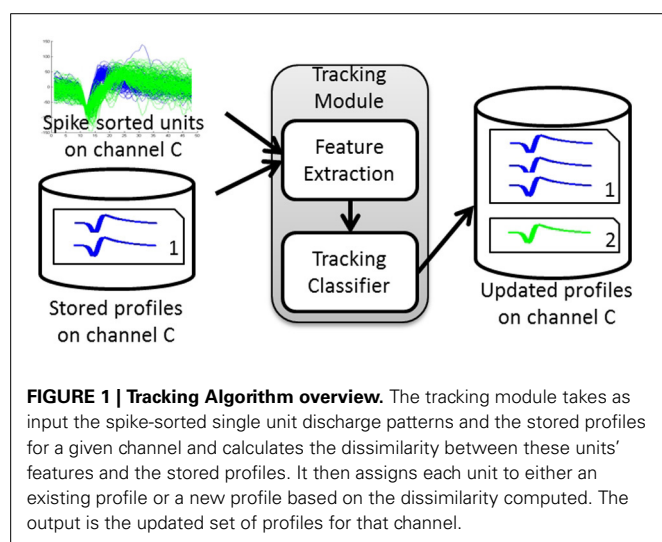 Spike sorted units
on channel C
1
Stored profiles
on channel C
Tracking
Module
Feature
Extraction
Tracking
Classifier
1
2
Updated profiles
on channel C
FIGURE 1 | Tracking Algorithm overview. The tracking module takes as
input the spike-sorted single unit discharge patterns and the stored profiles
for a given channel and calculates the dissimilarity between these units’
features and the stored profiles. It then assigns each unit to either an
existing profile or a new profile based on the dissimilarity computed. The
output is the updated set of profiles for that channel.